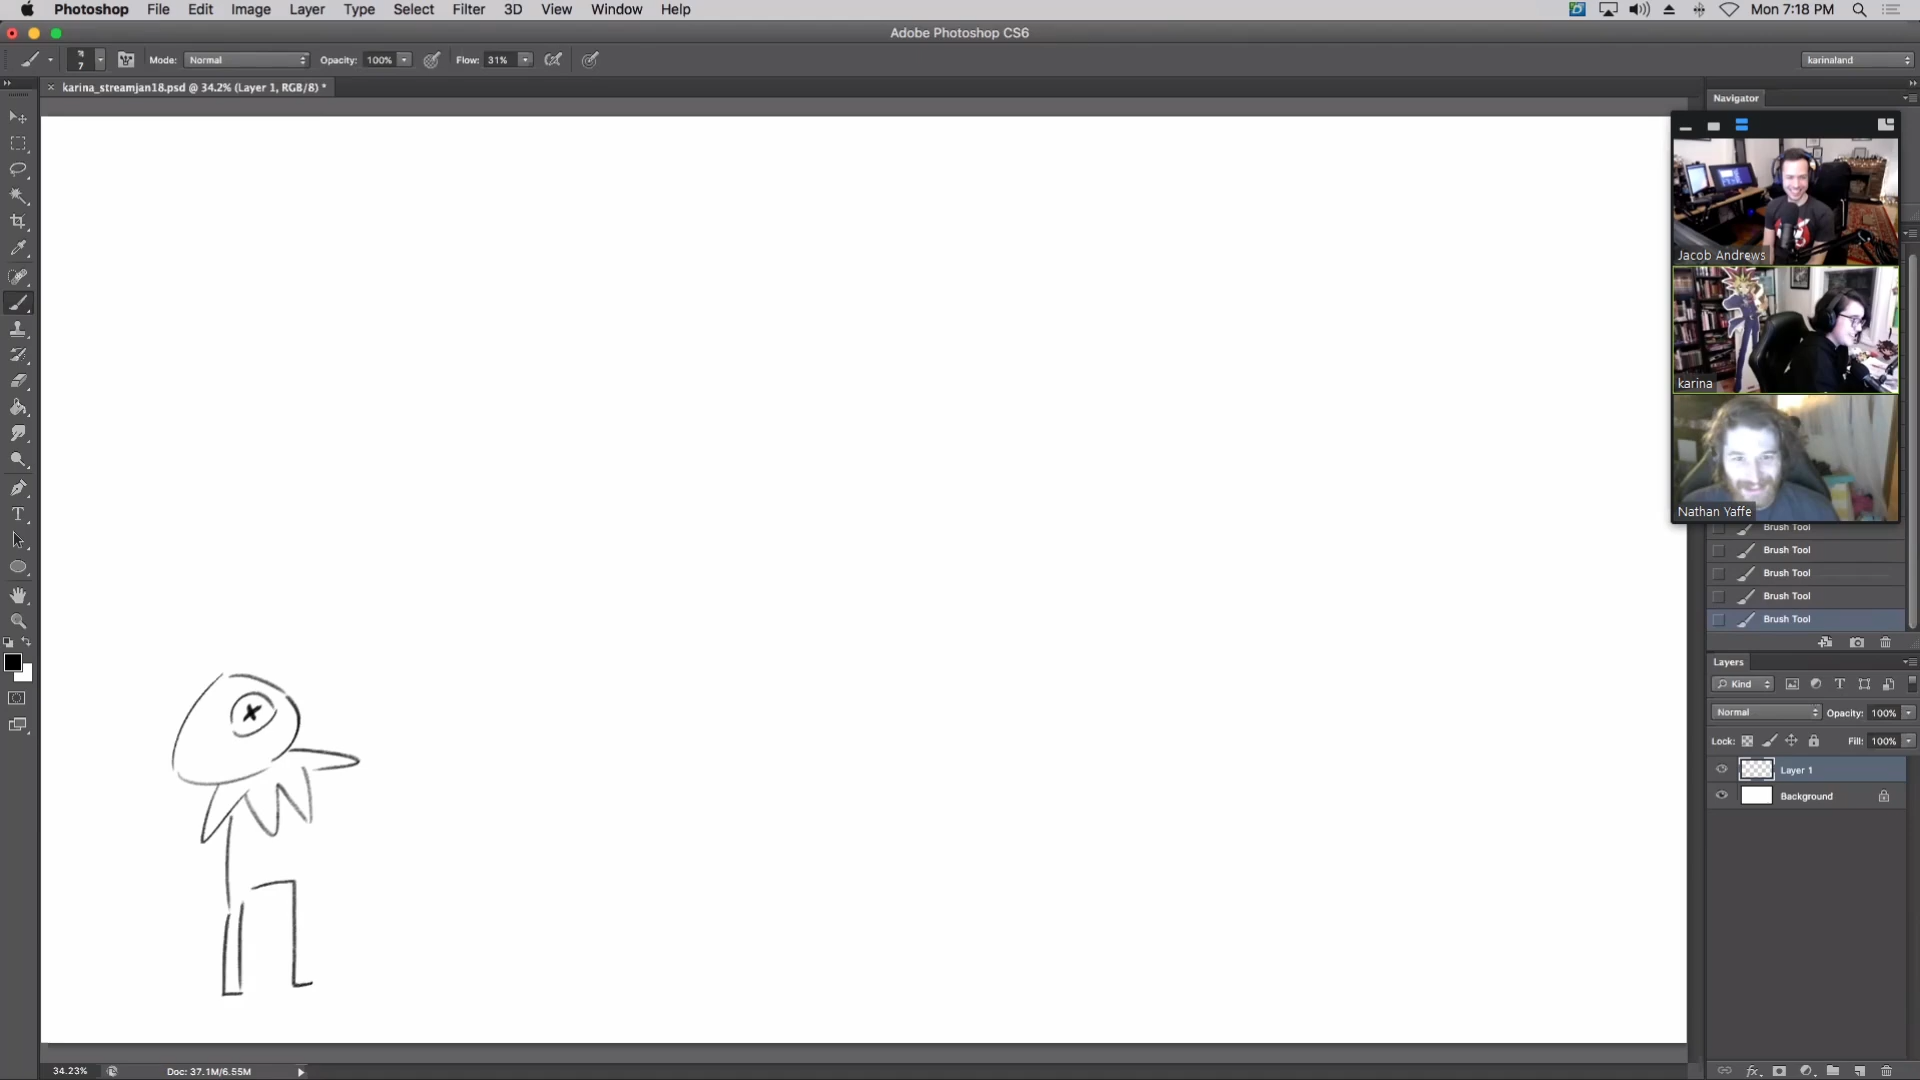 Photoshop File Edit Image Layer Type Select Filter 3D View Window Help
Mon 7:18 PM
Adobe Photoshop CS6
7
Mode: Normal
Opacity: 100%
Flow: 31%
karinaland
karina_streamjan18.psd @ 34.2% (Layer 1, RGB/8) *
Navigator
Jacob Andrews
karina
Nathan Yaffe
Brush Tool
Brush Tool
Brush Tool
Brush Tool
Brush Tool
Layers
Kind
Normal
Opacity: 100%
Lock:
Fill: 100%
Layer 1
Background
34.23%
Doc: 37.1M/6.55M